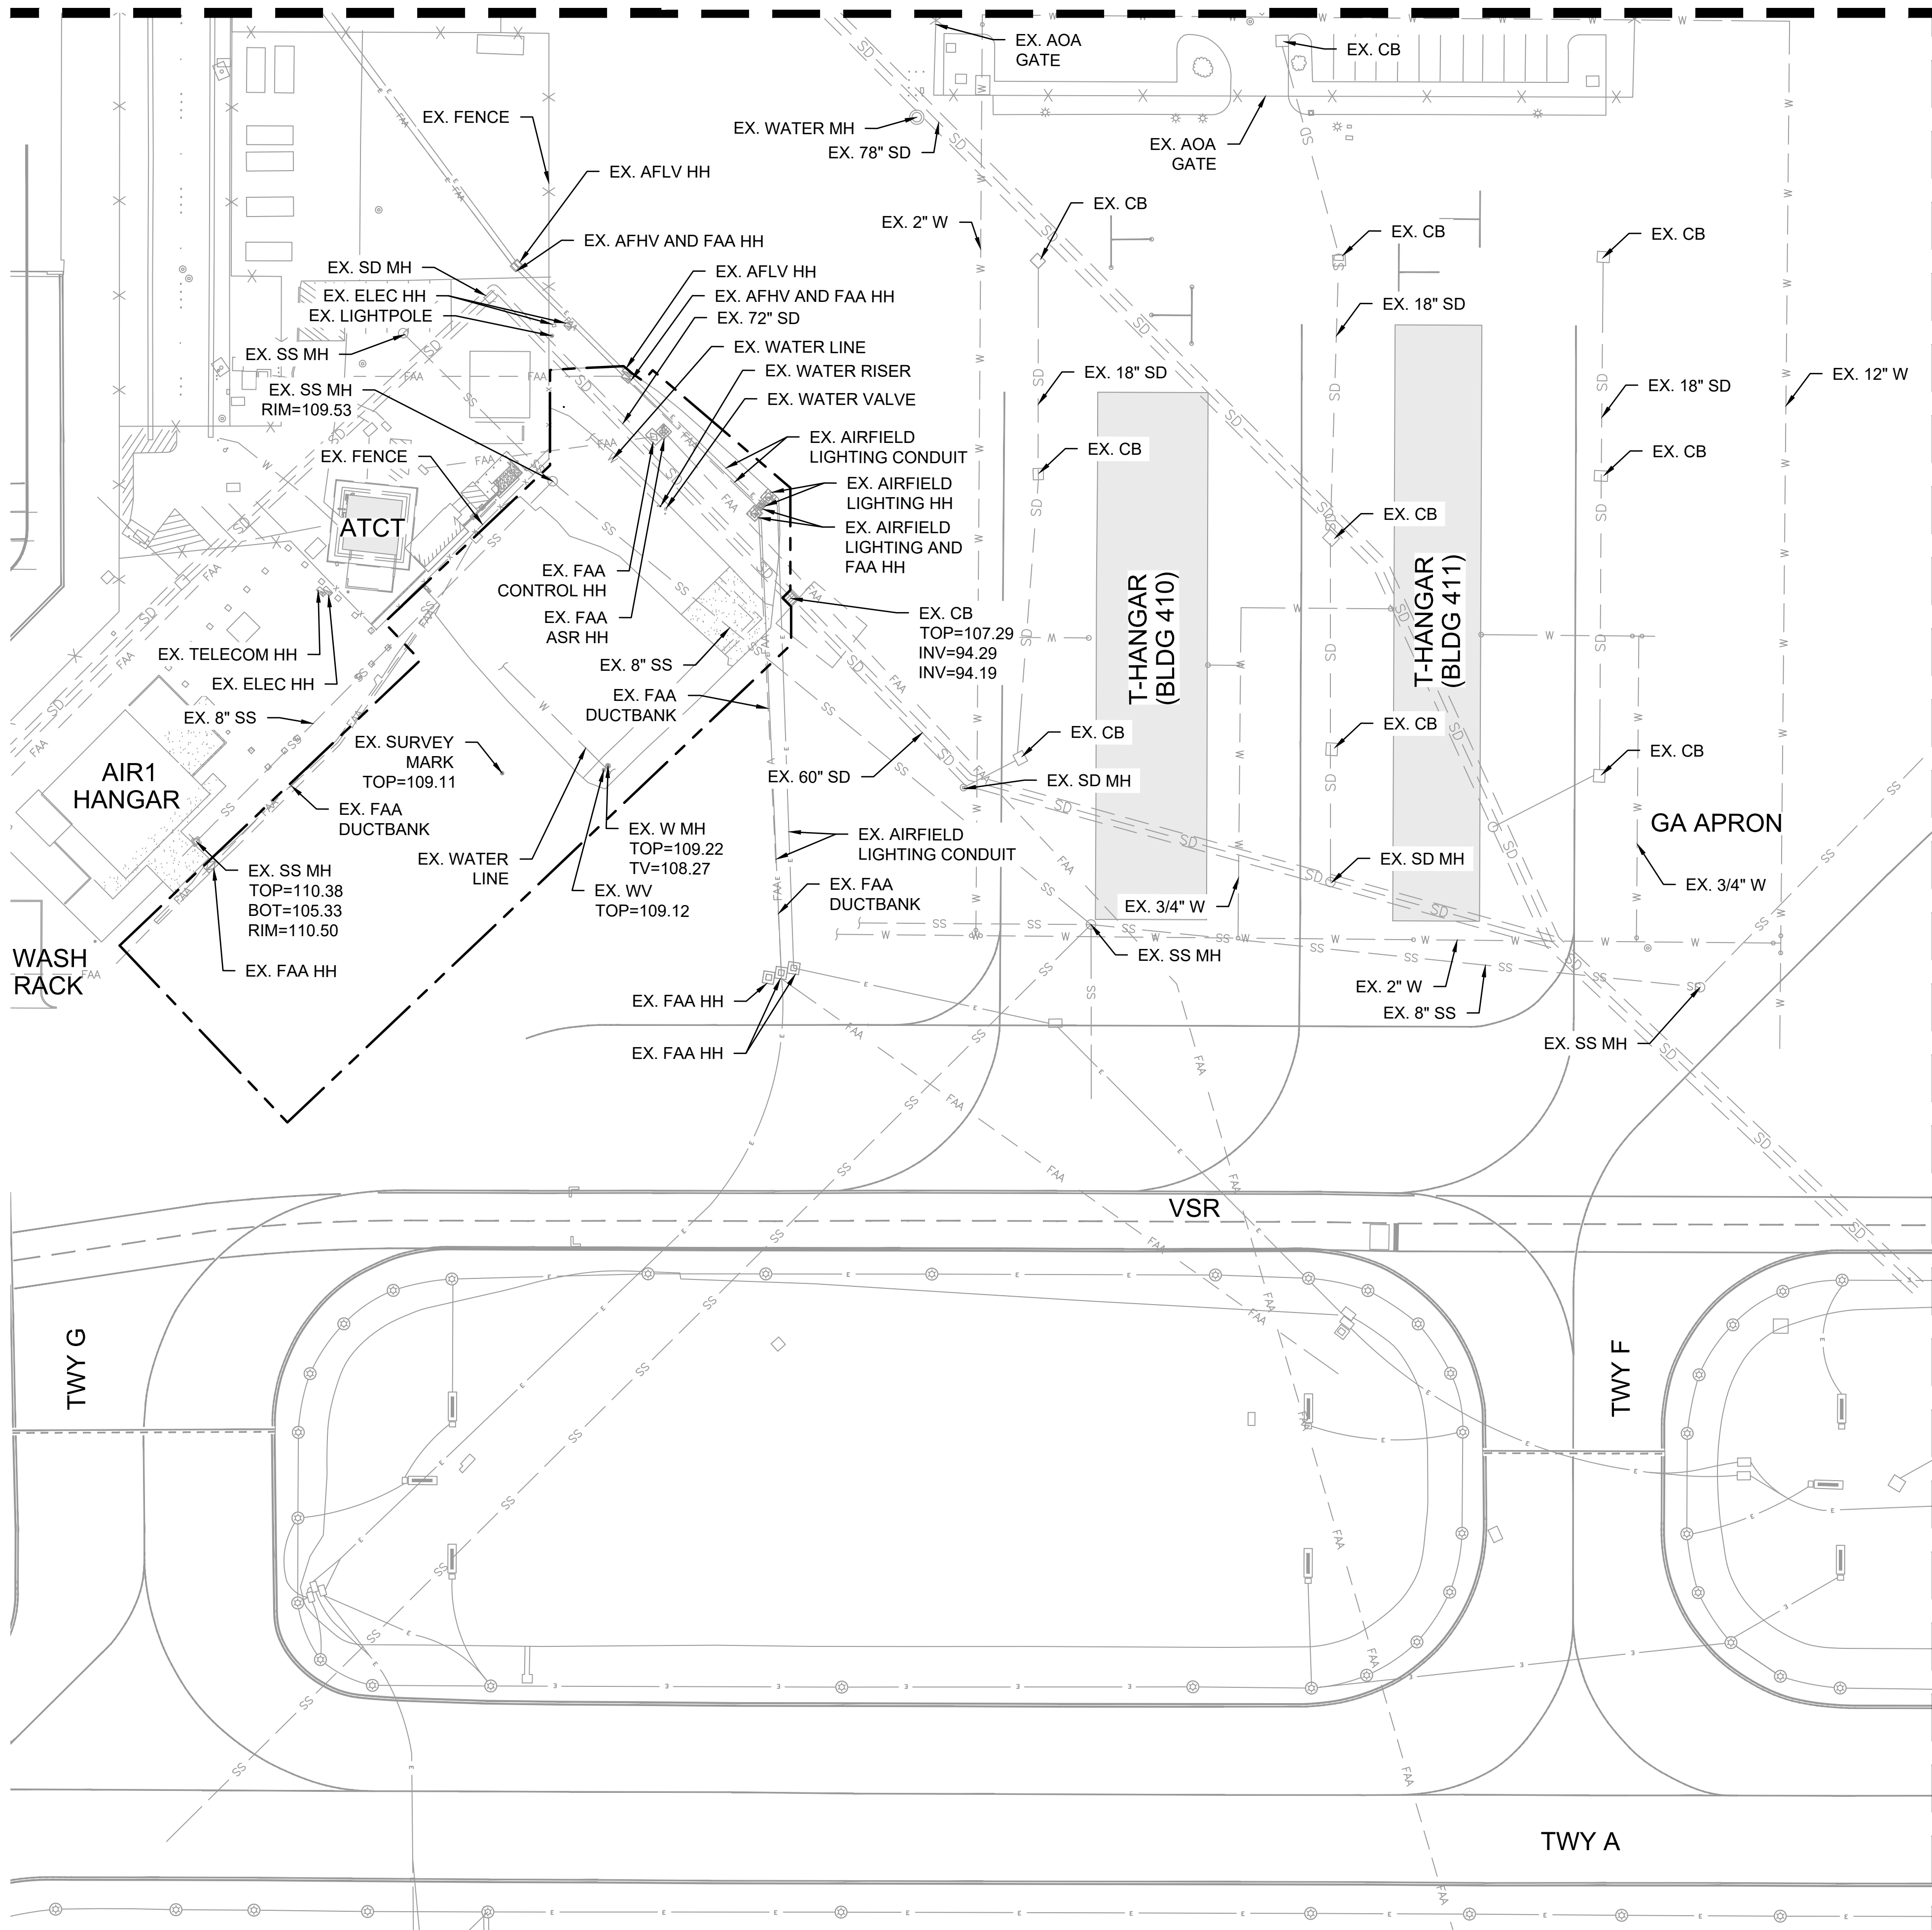 EX. AOA
GATE
EX. CB
EX. FENCE
EX. WATER MH
EX. 78" SD
EX. AOA
GATE
EX. AFLV HH
EX. 2" W
EX. CB
EX. CB
EX. CB
EX. AFHV AND FAA HH
EX. SD MH
EX. ELEC HH
EX. LIGHTPOLE
EX. SS MH
EX. AFLV HH
EX. AFHV AND FAA HH
EX. 72" SD
EX. WATER LINE
EX. WATER RISER
EX. WATER VALVE
EX. 18" SD
EX. 18" SD
EX. 18" SD
EX. 12" W
EX. SS MH
RIM=109.53
EX. FENCE
EX. AIRFIELD
LIGHTING CONDUIT
EX. CB
EX. CB
EX. AIRFIELD
LIGHTING HH
EX. AIRFIELD
LIGHTING AND
FAA HH
EX. CB
ATCT
EX. FAA
CONTROL HH
EX. FAA
ASR HH
EX. CB
TOP=107.29
INV=94.29
INV=94.19
T-HANGAR
(BLDG 410)
T-HANGAR
(BLDG 411)
EX. TELECOM HH
EX. ELEC HH
EX. 8" SS
EX. 8" SS
EX. FAA
DUCTBANK
EX. SURVEY
MARK
TOP=109.11
EX. CB
EX. CB
EX. CB
EX. 60" SD
EX. SD MH
AIR1
HANGAR
EX. FAA
DUCTBANK
EX. W MH
TOP=109.22
TV=108.27
EX. AIRFIELD
LIGHTING CONDUIT
GA APRON
EX. WATER
LINE
EX. WV
TOP=109.12
EX. FAA
DUCTBANK
EX. SD MH
EX. 3/4" W
EX. 3/4" W
EX. SS MH
TOP=110.38
BOT=105.33
RIM=110.50
EX. FAA HH
WASH
RACK
EX. SS MH
EX. 2" W
EX. 8" SS
EX. FAA HH
EX. FAA HH
EX. SS MH
VSR
TWY G
TWY F
TWY A